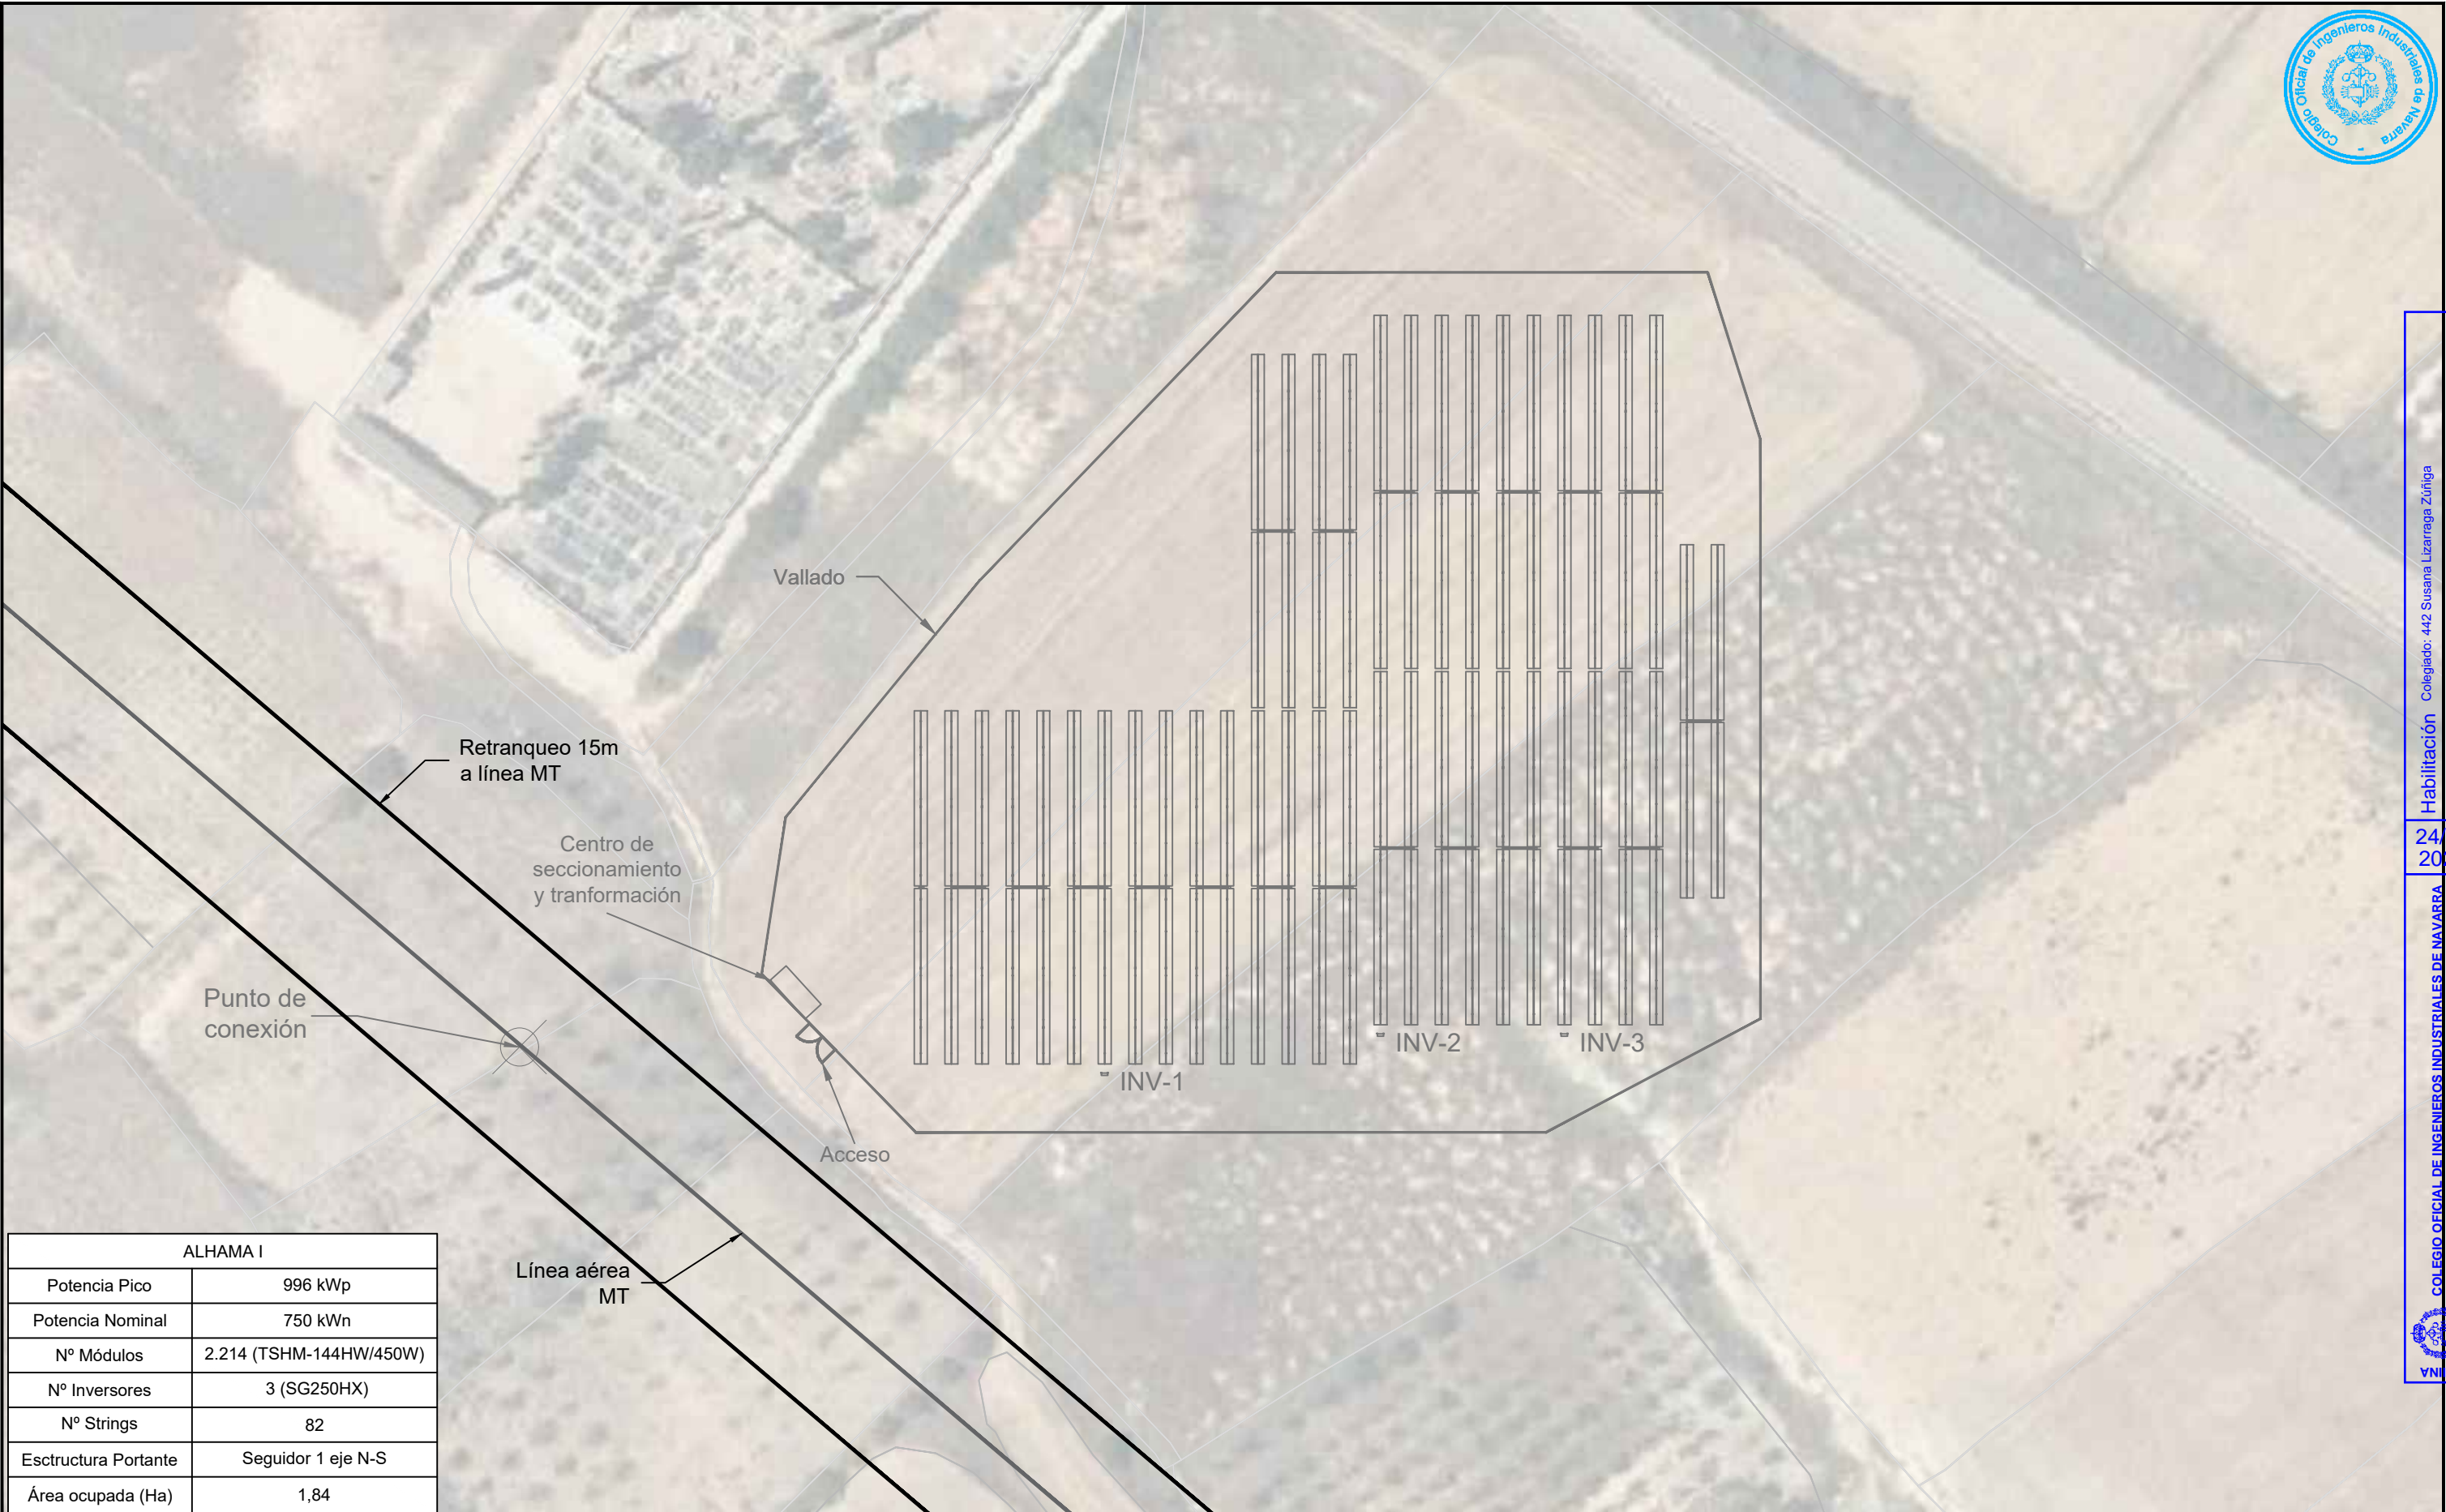 Colegio Oficial de Ingenieros Industriales de Navarra
Vallado
Retranqueo 15m
a línea MT
Centro de
seccionamiento
y tranformación
Punto de
conexión
INV-2
INV-3
INV-1
Acceso
Línea aérea
MT
ALHAMA I
Potencia Pico 996 kWp
Potencia Nominal 750 kWn
Nº Módulos 2.214 (TSHM-144HW/450W)
Nº Inversores 3 (SG250HX)
Nº Strings 82
Esctructura Portante Seguidor 1 eje N-S
Área ocupada (Ha) 1,84
Habilitación Colegiado: 442 Susana Lizarraga Zúñiga
24/
20
COLEGIO OFICIAL DE INGENIEROS INDUSTRIALES DE NAVARRA